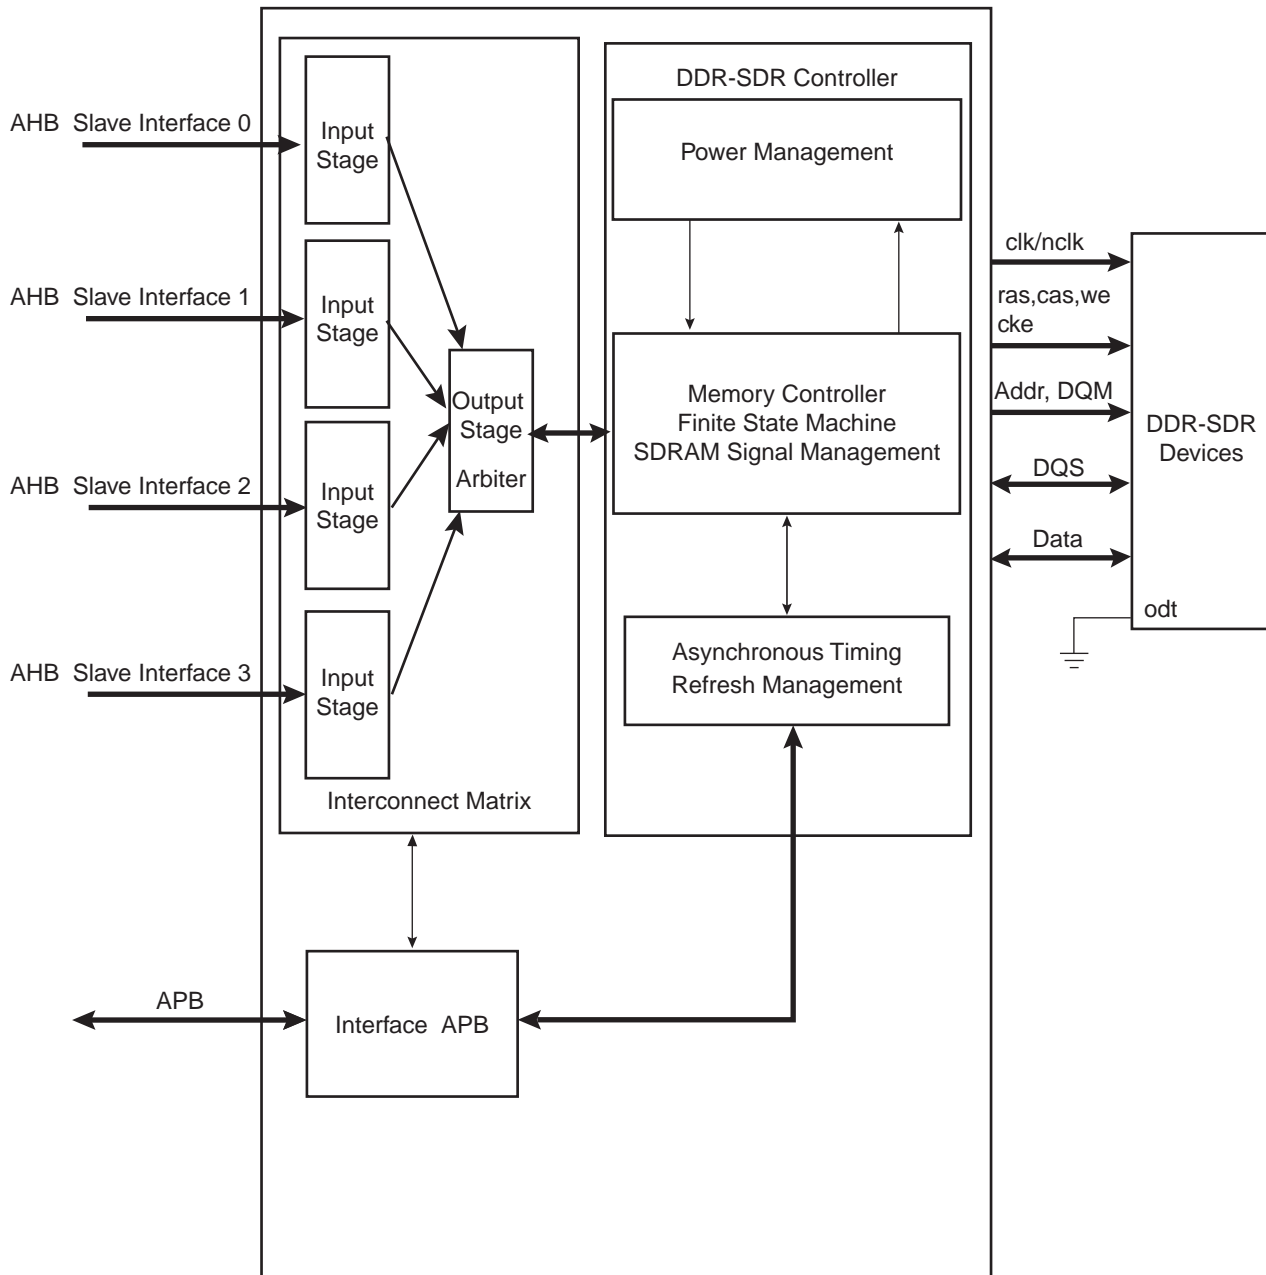 DDR-SDR Controller
Power Management
AHB Slave Interface 0
Input
Stage
AHB Slave Interface 1
Input
Stage
AHB Slave Interface 2
Input
Stage
AHB Slave Interface 3
Input
Stage
Output
Stage
Arbiter
Interconnect Matrix
Memory Controller
Finite State Machine
SDRAM Signal Management
Asynchronous Timing
Refresh Management
clk/nclk
ras,cas,we
cke
Addr, DQM
DQS
Data
odt
DDR-SDR
Devices
APB
Interface APB